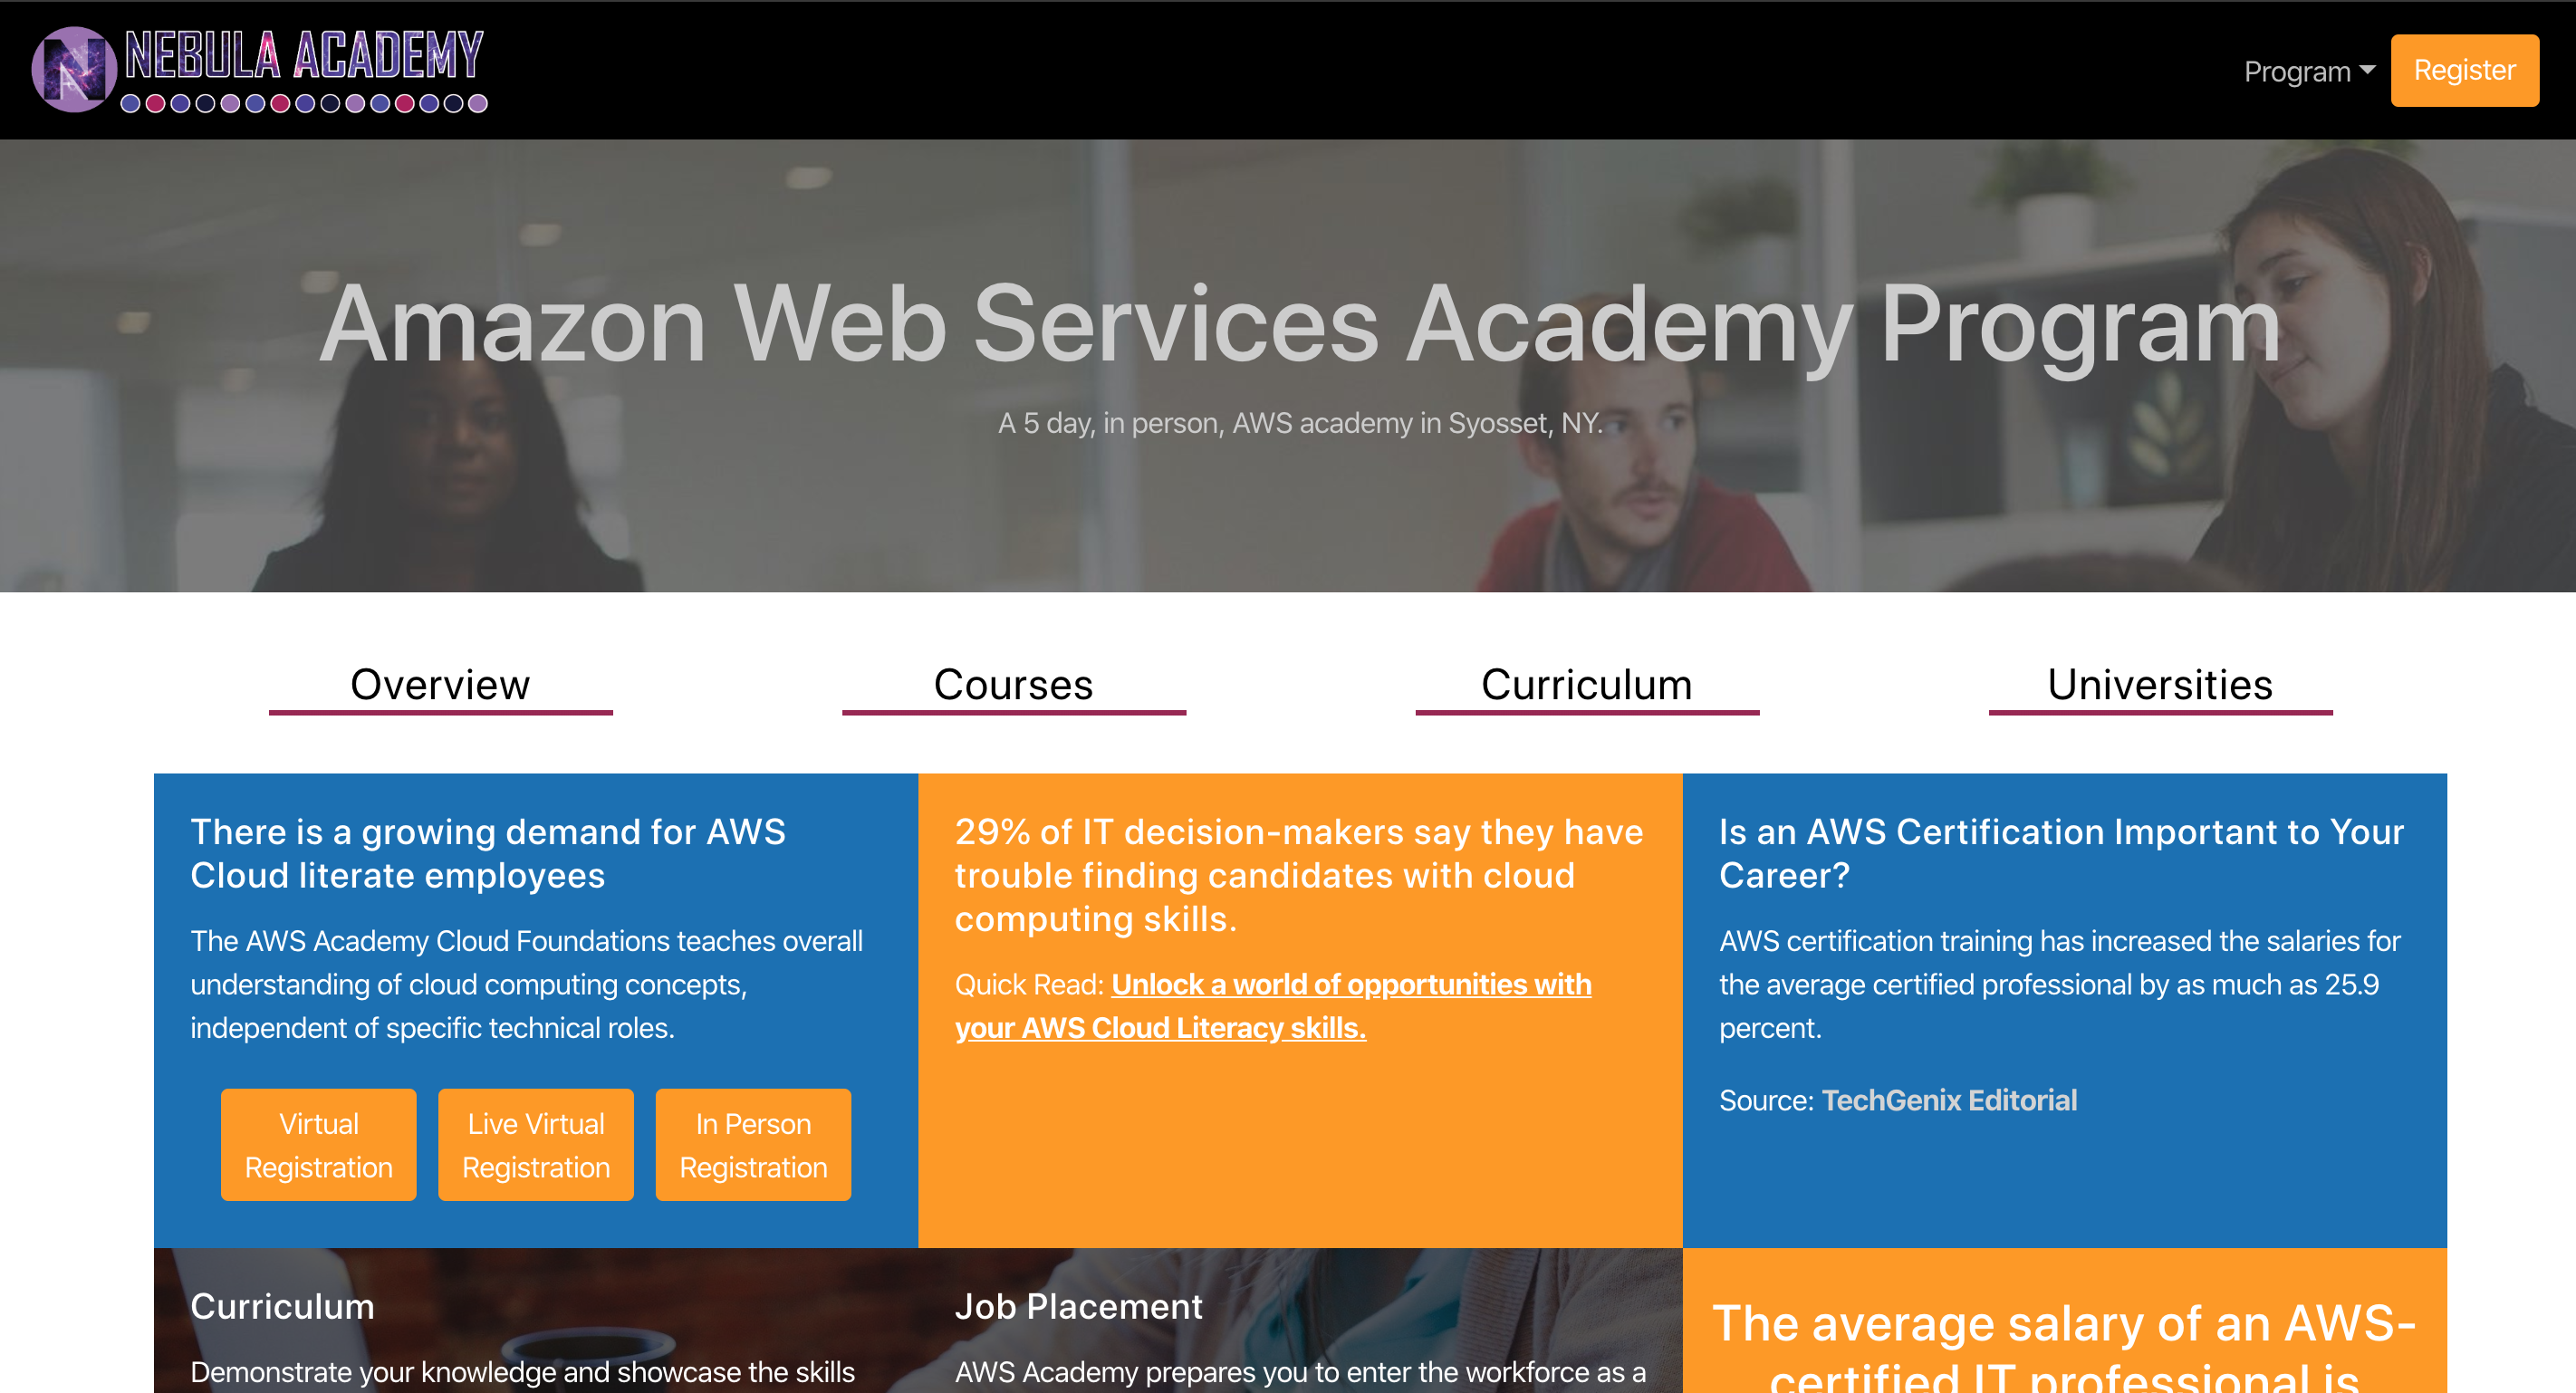 NEBULA ACADEMY
Program
Register
Amazon Web Services Academy Program
A 5 day, in person, AWS academy in Syosset, NY.
Overview
Courses
Curriculum
Universities
There is a growing demand for AWS
Cloud literate employees
The AWS Academy Cloud Foundations teaches overall
understanding of cloud computing concepts,
independent of specific technical roles.
Virtual
Registration
Live Virtual
Registration
In Person
Registration
29% of IT decision-makers say they have
trouble finding candidates with cloud
computing skills.
Quick Read: Unlock a world of opportunities with
your AWS Cloud Literacy skills.
Is an AWS Certification Important to Your
Career?
AWS certification training has increased the salaries for
the average certified professional by as much as 25.9
percent.
Source: TechGenix Editorial
Curriculum
Demonstrate your knowledge and showcase the skills
Job Placement
AWS Academy prepares you to enter the workforce as a
The average salary of an AWS-
certified IT professional is